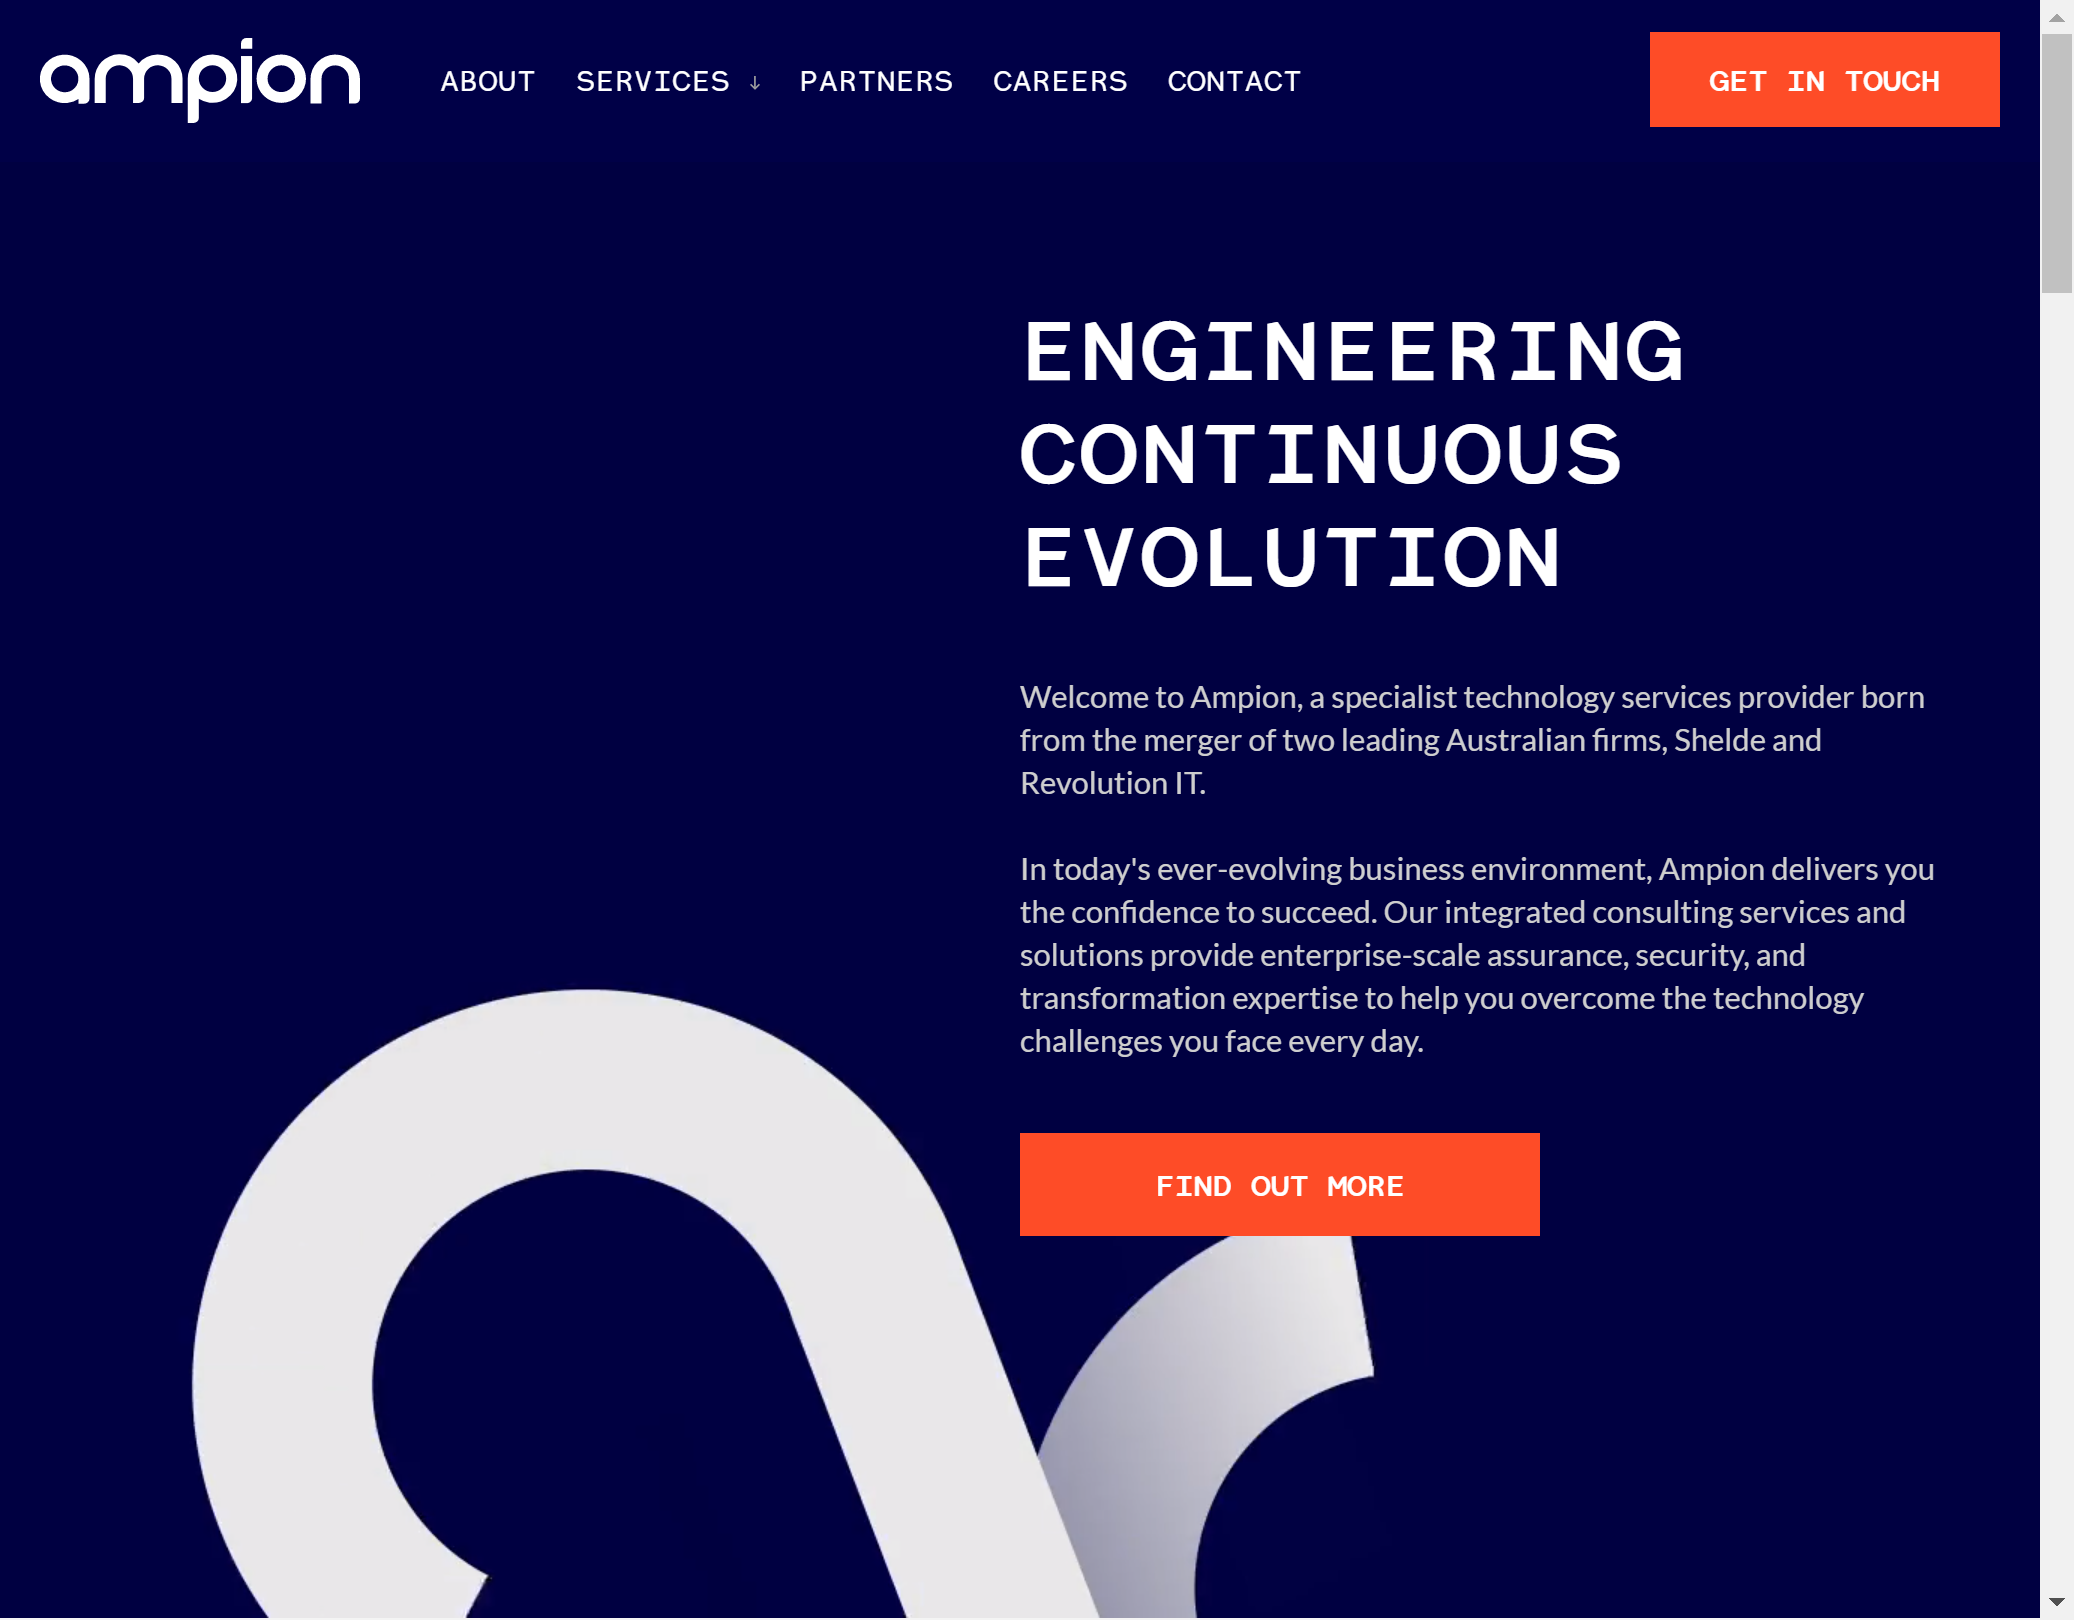 ampion
ABOUT SERVICES ↓ PARTNERS CAREERS CONTACT
GET IN TOUCH
ENGINEERING
CONTINUOUS
EVOLUTION
Welcome to Ampion, a specialist technology services provider born
from the merger of two leading Australian firms, Shelde and
Revolution IT.
In today's ever-evolving business environment, Ampion delivers you
the confidence to succeed. Our integrated consulting services and
solutions provide enterprise-scale assurance, security, and
transformation expertise to help you overcome the technology
challenges you face every day.
FIND OUT MORE